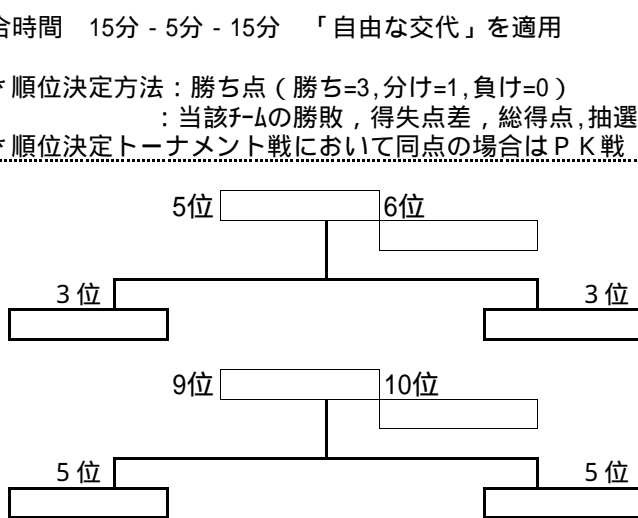 合時間　15分 - 5分 - 15分　「自由な交代」を適用
順位決定方法：勝ち点（勝ち=3,分け=1,負け=0）
：当該ﾁｰﾑの勝敗，得失点差，総得点,抽選
順位決定トーナメント戦において同点の場合はＰＫ戦
5位 6位
３位 ３位
9位 10位
５位 ５位